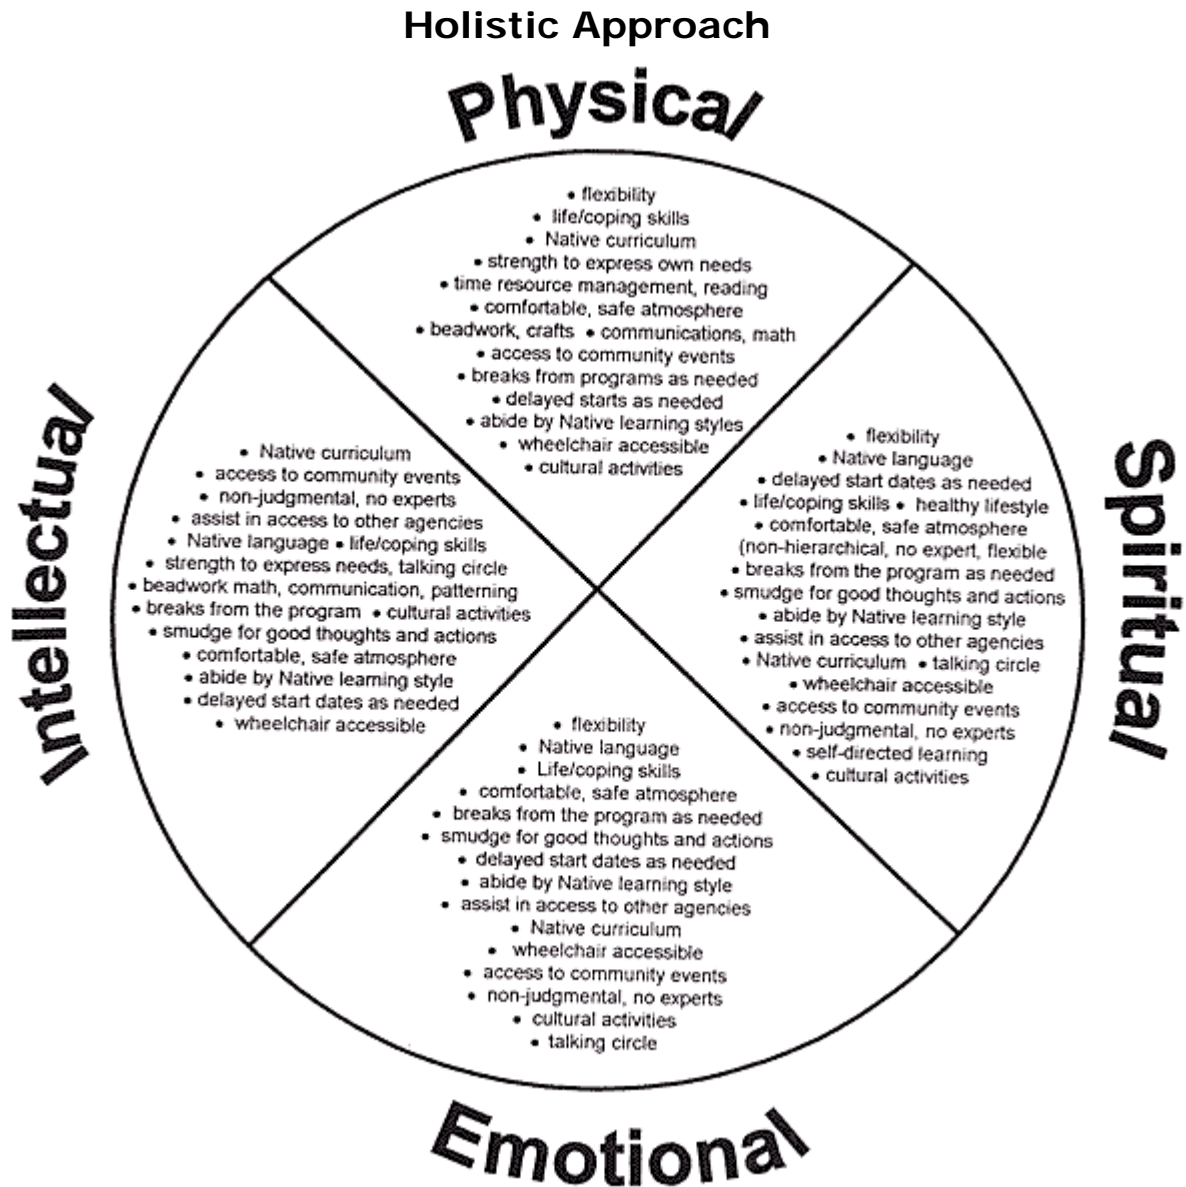 Holistic Approach
Physical
• flexibility
• life/coping skills
• Native curriculum
• strength to express own needs
• time resource management, reading
• comfortable, safe atmosphere
• beadwork, crafts • communications, math
• access to community events
• breaks from programs as needed
• delayed starts as needed
• abide by Native learning styles
• wheelchair accessible
• cultural activities
Spiritual
• flexibility
• Native language
• delayed start dates as needed
• life/coping skills • healthy lifestyle
• comfortable, safe atmosphere
(non-hierarchical, no expert, flexible
• breaks from the program as needed
• smudge for good thoughts and actions
• abide by Native learning style
• assist in access to other agencies
• Native curriculum • talking circle
• wheelchair accessible
• access to community events
• non-judgmental, no experts
• self-directed learning
• cultural activities
Emotional
• flexibility
• Native language
• Life/coping skills
• comfortable, safe atmosphere
• breaks from the program as needed
• smudge for good thoughts and actions
• delayed start dates as needed
• abide by Native learning style
• assist in access to other agencies
• Native curriculum
• wheelchair accessible
• access to community events
• non-judgmental, no experts
• cultural activities
• talking circle
Intellectual
• Native curriculum
• access to community events
• non-judgmental, no experts
• assist in access to other agencies
• Native language • life/coping skills
• strength to express needs, talking circle
• beadwork math, communication, patterning
• breaks from the program • cultural activities
• smudge for good thoughts and actions
• comfortable, safe atmosphere
• abide by Native learning style
• delayed start dates as needed
• wheelchair accessible